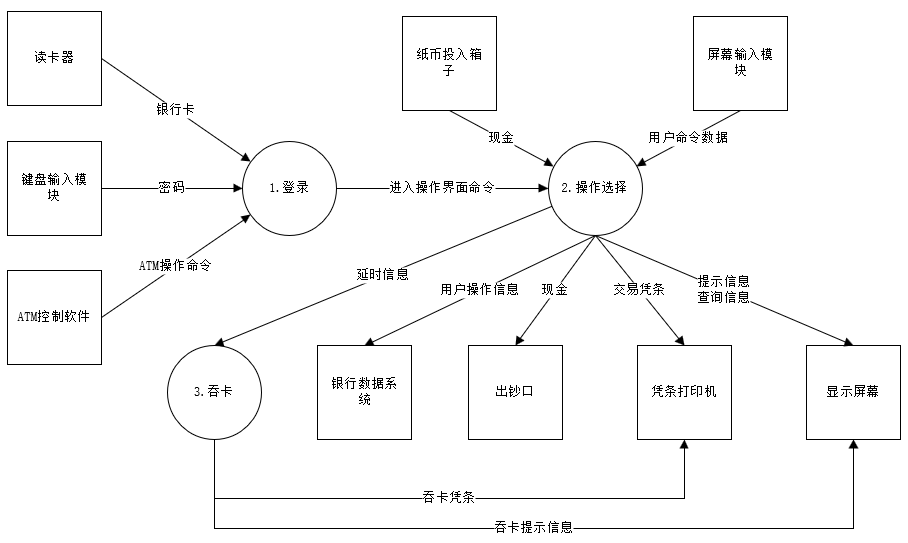 读卡器
纸币投入箱
子
屏幕输入模
块
银行卡
现金
用户命令数据
键盘输入模
块
密码
1.登录
进入操作界面命令
2.操作选择
ATM操作命令
ATM控制软件
延时信息
用户操作信息
现金
交易凭条
提示信息
查询信息
3.吞卡
银行数据系
统
出钞口
凭条打印机
显示屏幕
吞卡凭条
吞卡提示信息